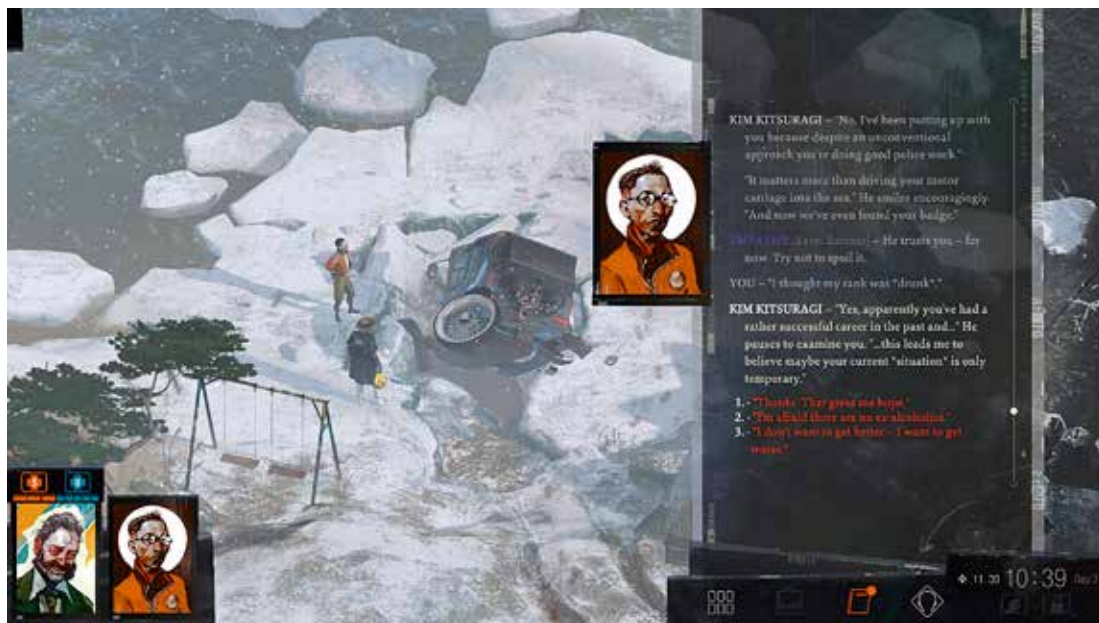 KIM KITSURAGI – "No, I've been putting up with
you because despite an unconventional
approach you're doing good police work."
"It matters more than driving your motor
carriage into the sea." He smiles encouragingly.
"And now we've even found your badge."
– He trusts you – for
now. Try not to spoil it.
YOU – "I thought my rank was *drunk*."
KIM KITSURAGI – "Yes, apparently you've had a
rather successful career in the past and..." He
pauses to examine you. "...this leads me to
believe maybe your current *situation* is only
temporary."
1. - "Thanks. That gives me hope."
2. - "I'm afraid there are no ex-alcoholics."
3. - "I don't want to get better – I want to get
worse."
11.30 10:39